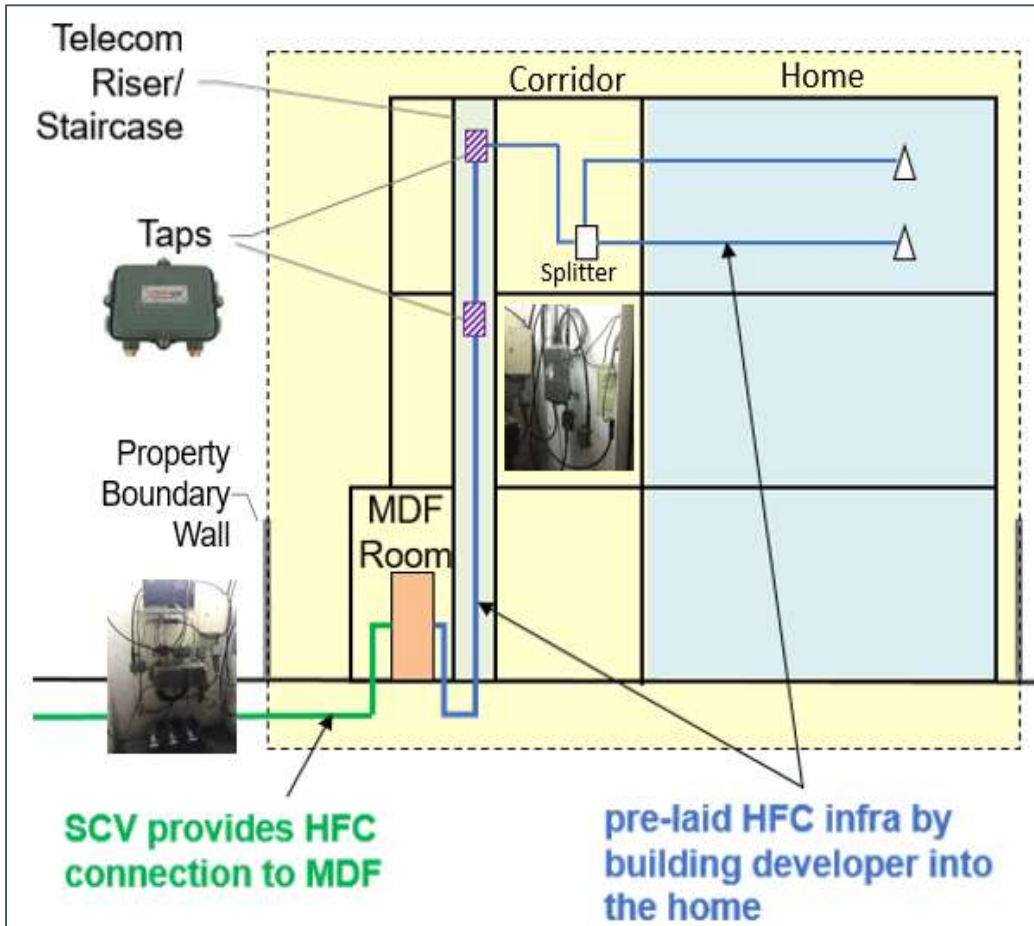 Telecom
Riser/
Staircase
Corridor
Home
Taps
Splitter
Property
Boundary
Wall
MDF
Room
SCV provides HFC
connection to MDF
pre-laid HFC infra by
building developer into
the home